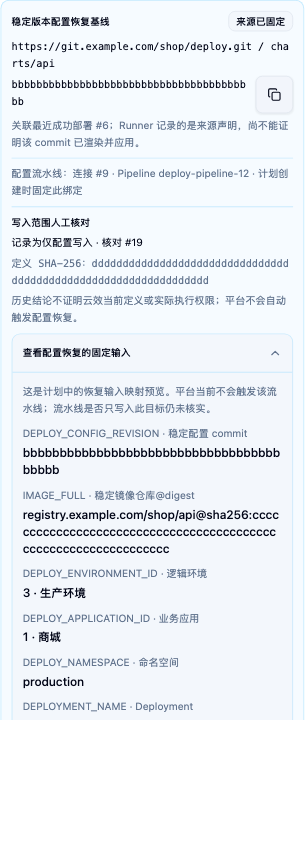 稳定版本配置恢复基线
来源已固定
https://git.example.com/shop/deploy.git / cha
rts/api
bbbbbbbbbbbbbbbbbbbbbbbbbbbbbbbbbbbbbb
bb
关联最近成功部署 #6；Runner 记录的是来源声明，尚不能证
明该 commit 已渲染并应用。
配置流水线：连接 #9 · Pipeline deploy-pipeline-12 · 计划创
建时固定此绑定
写入范围人工核对
记录为仅配置写入 · 核对 #19
定义 SHA-256：dddddddddddddddddddddddddddddddd
dddddddddddddddddddddddddddddddd
历史结论不证明云效当前定义或实际执行权限；平台不会自动
触发配置恢复。
查看配置恢复的固定输入
这是计划中的恢复输入映射预览。平台当前不会触发该流
水线；流水线是否只写入此目标仍未核实。
DEPLOY_CONFIG_REVISION · 稳定配置 commit
bbbbbbbbbbbbbbbbbbbbbbbbbbbbbbbbbbb
bbbbb
IMAGE_FULL · 稳定镜像仓库@digest
registry.example.com/shop/api@sha256:cccc
cccccccccccccccccccccccccccccccccccccc
cccccccccccccccccccccc
DEPLOY_ENVIRONMENT_ID · 逻辑环境
3 · 生产环境
DEPLOY_APPLICATION_ID · 业务应用
1 · 商城
DEPLOY_NAMESPACE · 命名空间
production
DEPLOYMENT_NAME · Deployment